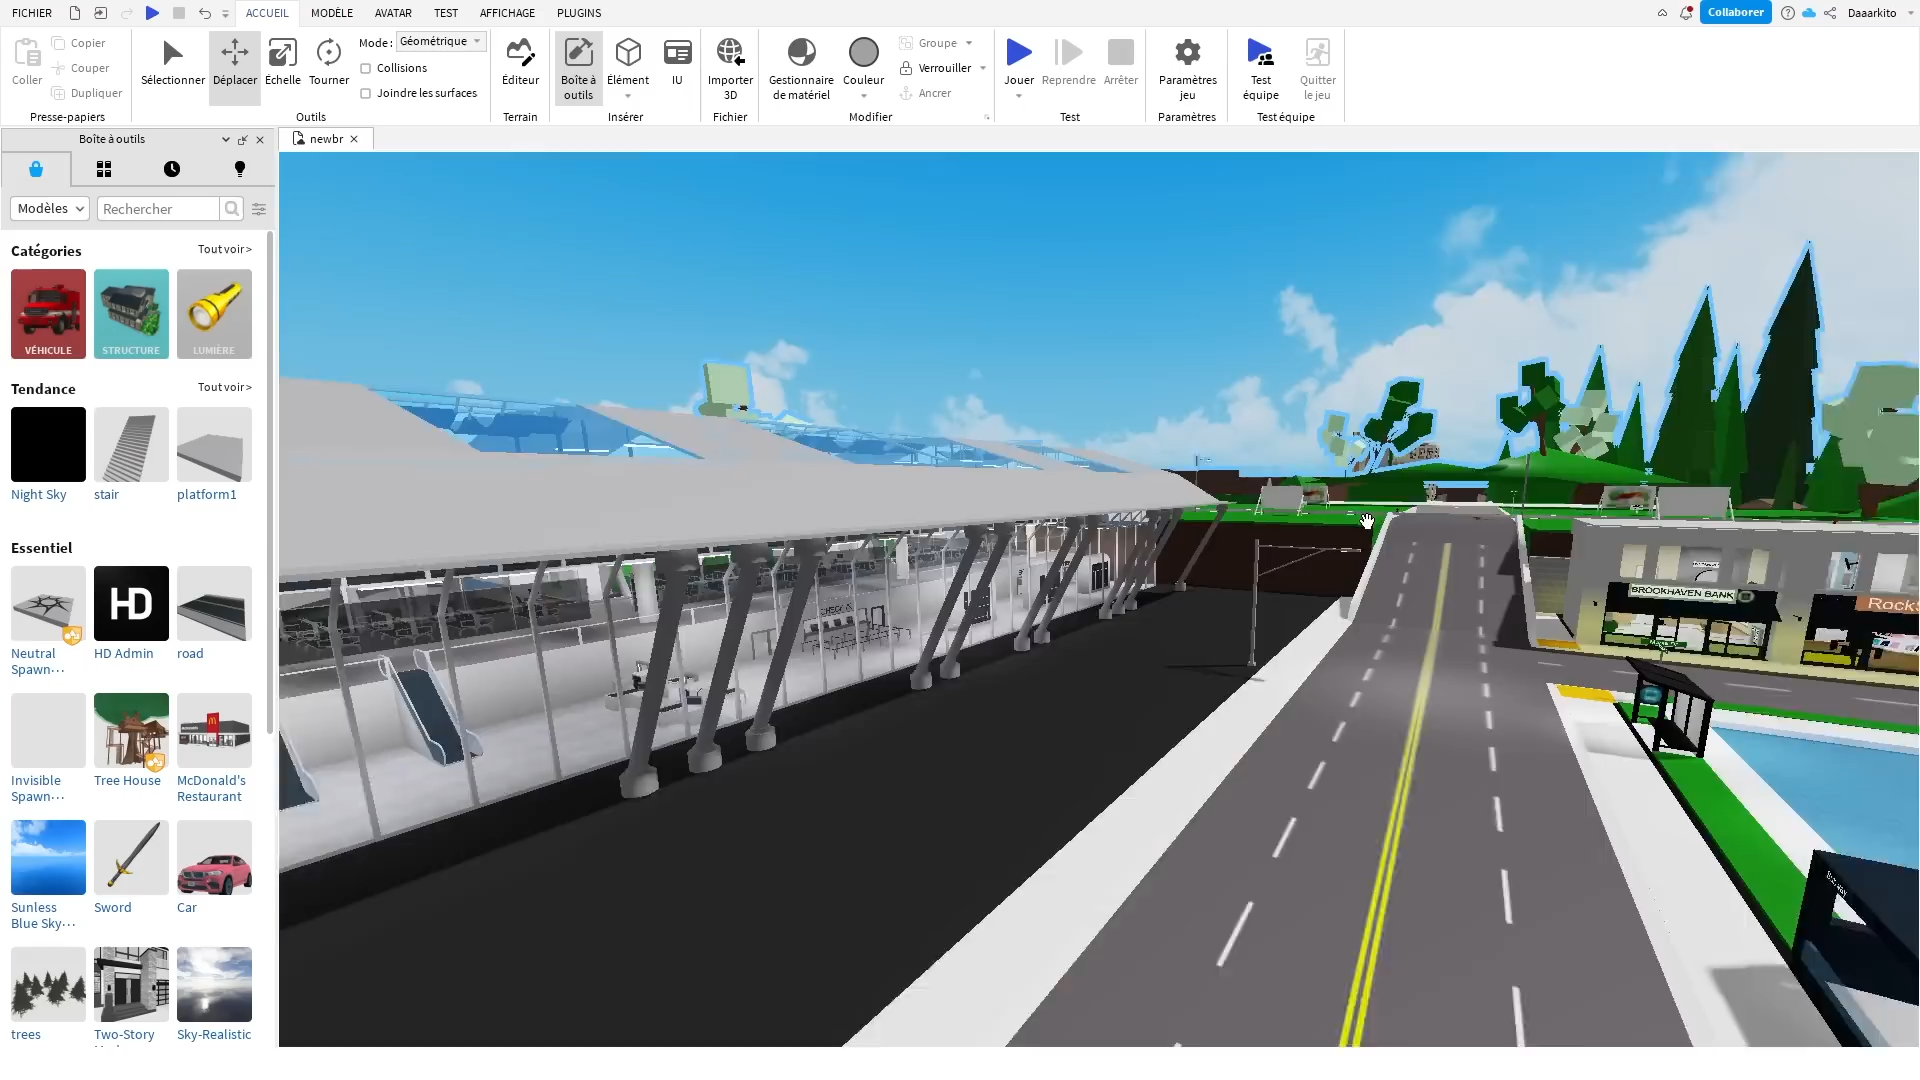 FICHIER
ACCUEIL
MODÈLE
AVATAR
TEST
AFFICHAGE
PLUGINS
Collaborer
Daaarkito
Coller
Copier
Couper
Dupliquer
Presse-papiers
Sélectionner
Déplacer
Échelle
Tourner
Mode :
Géométrique
Collisions
Joindre les surfaces
Outils
Éditeur
Terrain
Boîte à
outils
Élément
IU
Insérer
Importer
3D
Fichier
Gestionnaire
de matériel
Couleur
Groupe
Verrouiller
Ancrer
Modifier
Jouer
Reprendre
Arrêter
Test
Paramètres
jeu
Paramètres
Test
équipe
Quitter
le jeu
Test équipe
Boîte à outils
newbr
Modèles
Rechercher
Catégories
Tout voir >
VÉHICULE
STRUCTURE
LUMIÈRE
Tendance
Tout voir >
Night Sky
stair
platform1
Essentiel
HD
Neutral
Spawn···
HD Admin
road
Invisible
Spawn···
Tree House
McDonald's
Restaurant
Sunless
Blue Sky···
Sword
Car
trees
Two-Story
Sky-Realistic
BROOKHAVEN BANK
Rocks